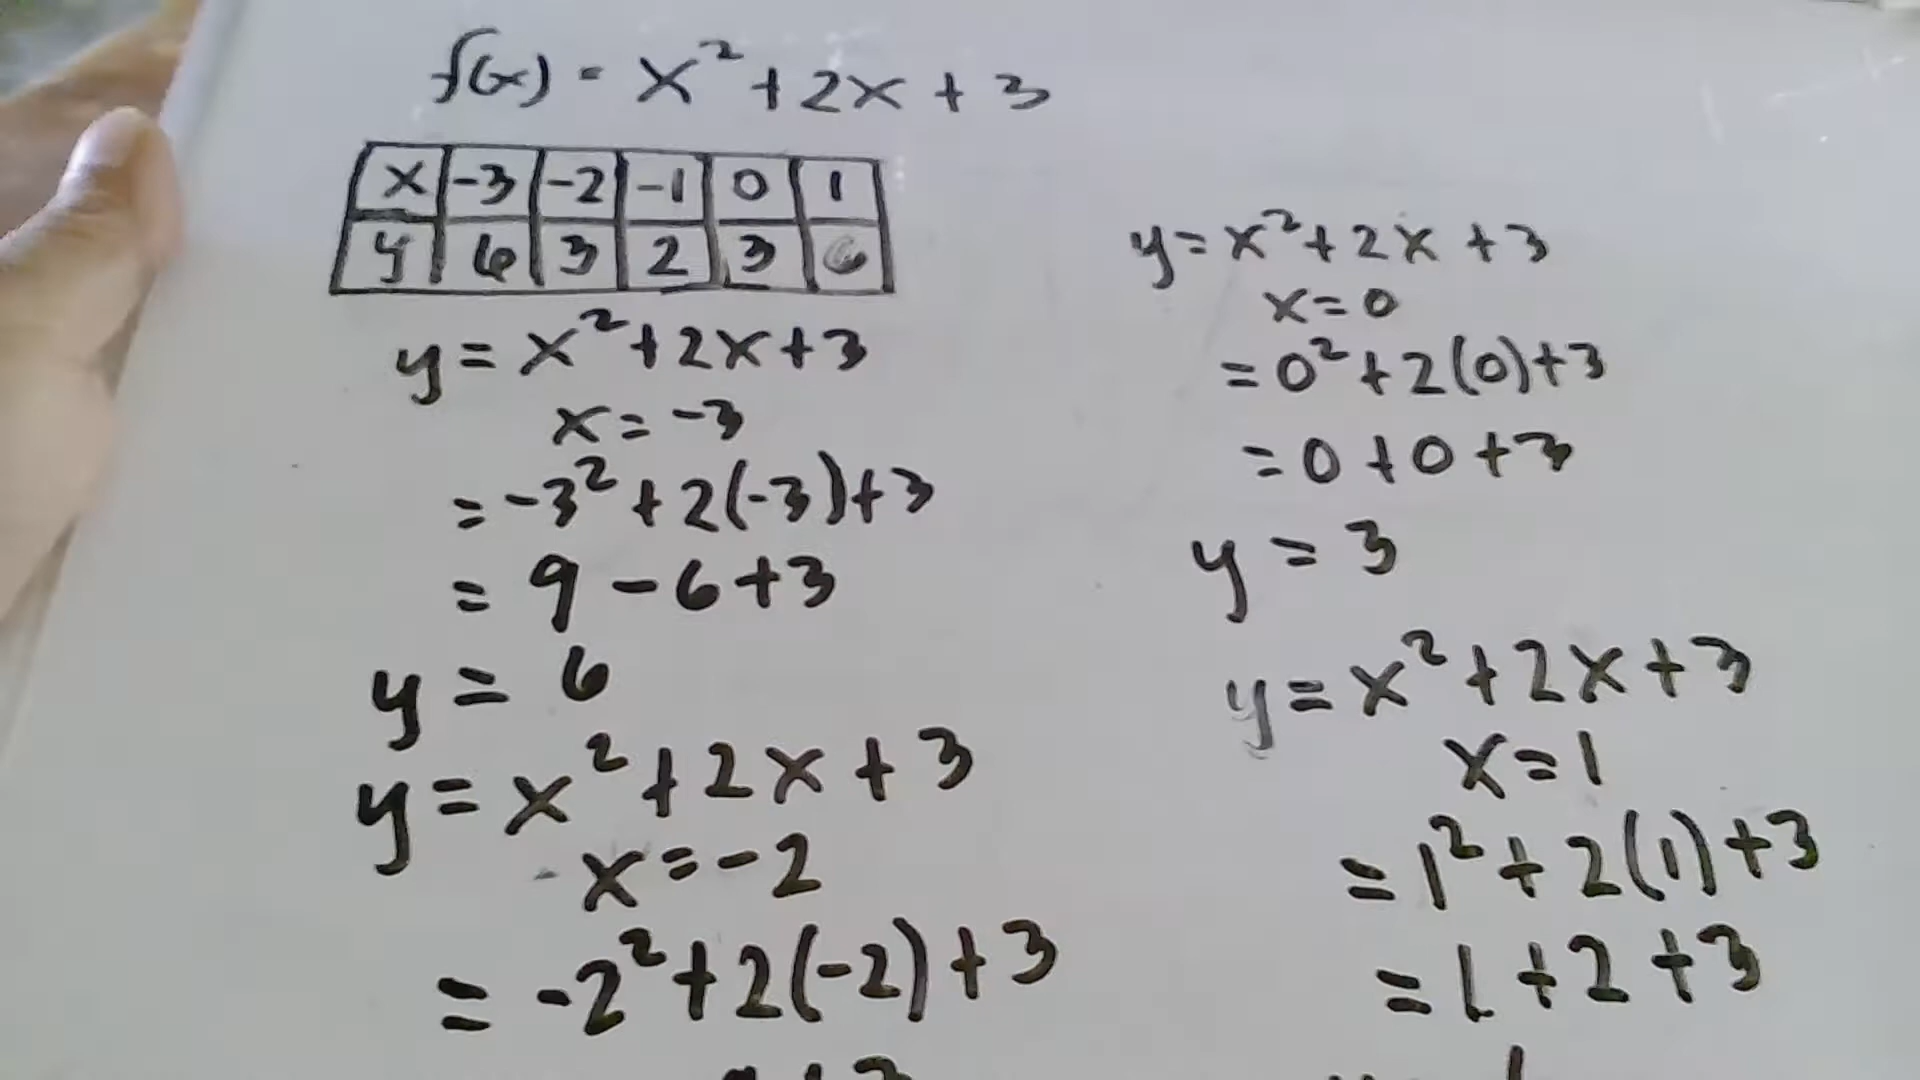 f(x) = x² + 2x + 3
x -3 -2 -1 0 1
y 6 3 2 3 6
y = x² + 2x + 3
x = -3
= -3² + 2(-3) + 3
= 9 - 6 + 3
y = 6
y = x² + 2x + 3
x = -2
= -2² + 2(-2) + 3
y = x² + 2x + 3
x = 0
= 0² + 2(0) + 3
= 0 + 0 + 3
y = 3
y = x² + 2x + 3
x = 1
= 1² + 2(1) + 3
= 1 + 2 + 3